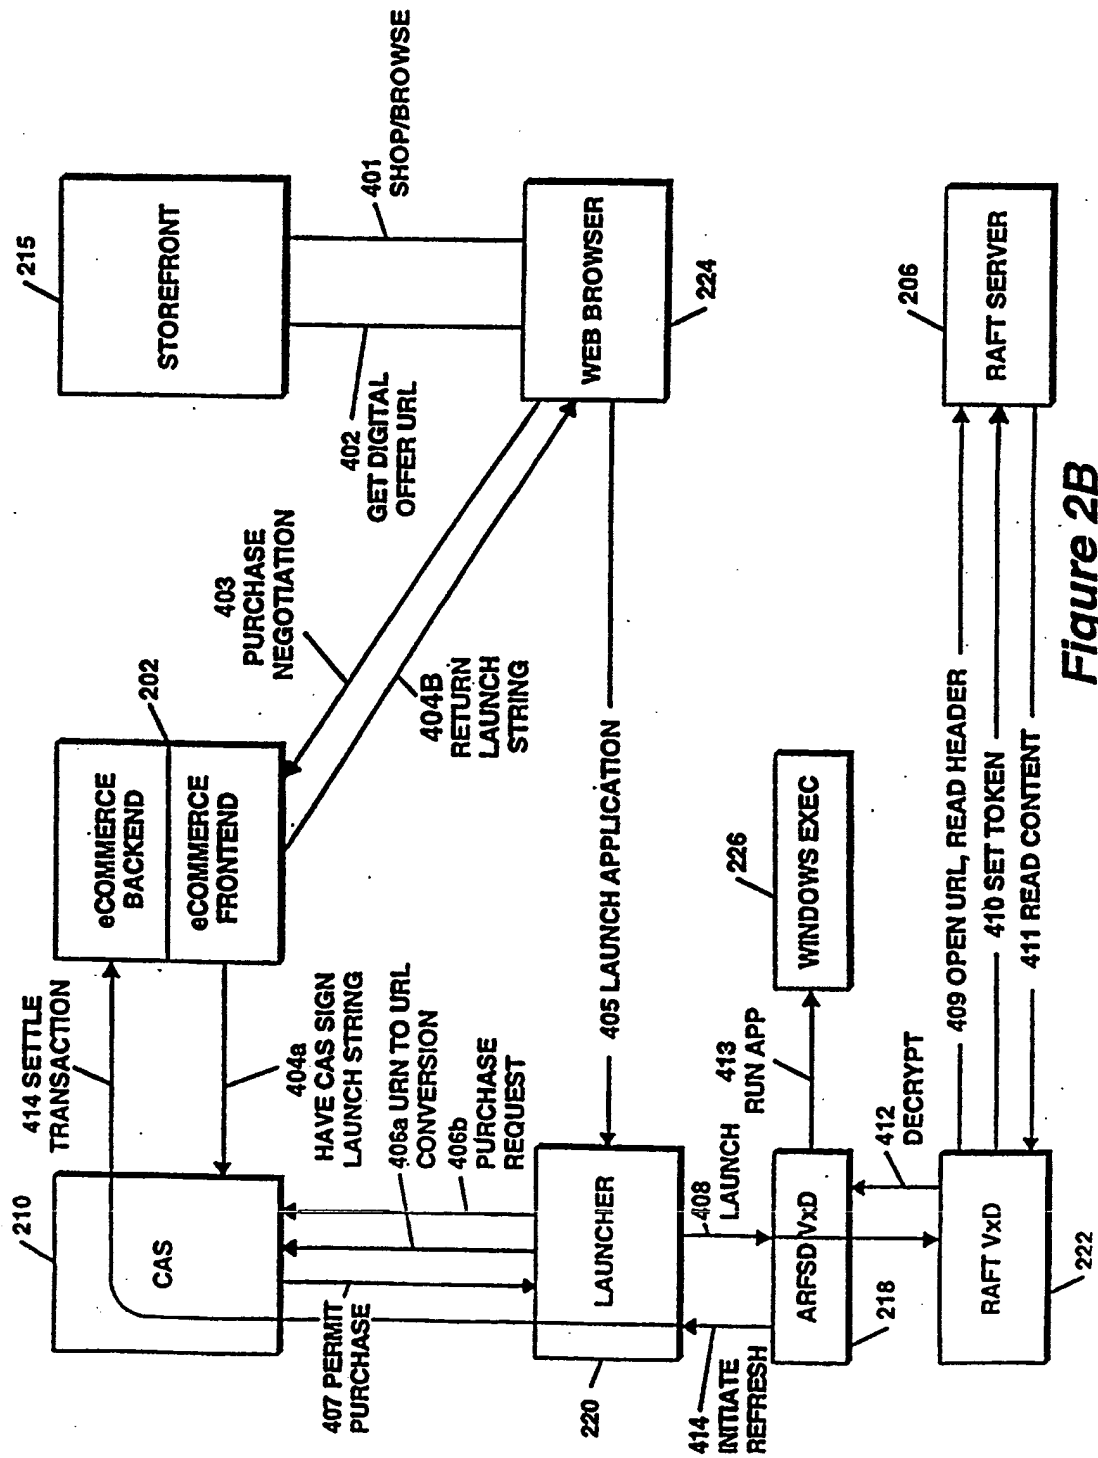 414 SETTLE
TRANSACTION
210
CAS
407 PERMIT
PURCHASE
404a
HAVE CAS SIGN
LAUNCH STRING
406a URN TO URL
CONVERSION
406b
PURCHASE
REQUEST
eCOMMERCE
BACKEND
eCOMMERCE
FRONTEND
202
403
PURCHASE
NEGOTIATION
404B
RETURN
LAUNCH
STRING
215
STOREFRONT
402
GET DIGITAL
OFFER URL
401
SHOP/BROWSE
WEB BROWSER
224
405 LAUNCH APPLICATION
LAUNCHER
220
408
LAUNCH
414
INITIATE
REFRESH
413
RUN APP
226
WINDOWS EXEC
ARFSD VxD
218
412
DECRYPT
RAFT VxD
222
409 OPEN URL, READ HEADER
410 SET TOKEN
411 READ CONTENT
206
RAFT SERVER
Figure 2B